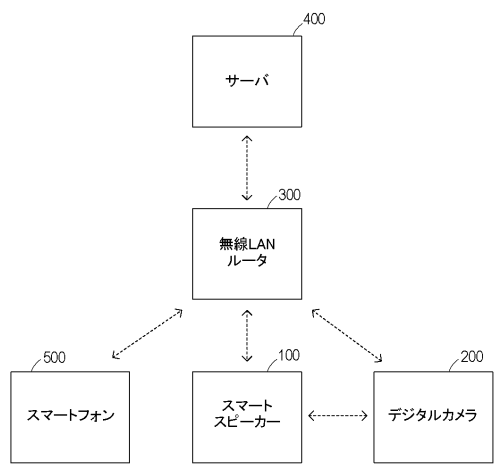 400
サーバ
300
無線LAN
ルータ
500
スマートフォン
100
スマート
スピーカー
200
デジタルカメラ